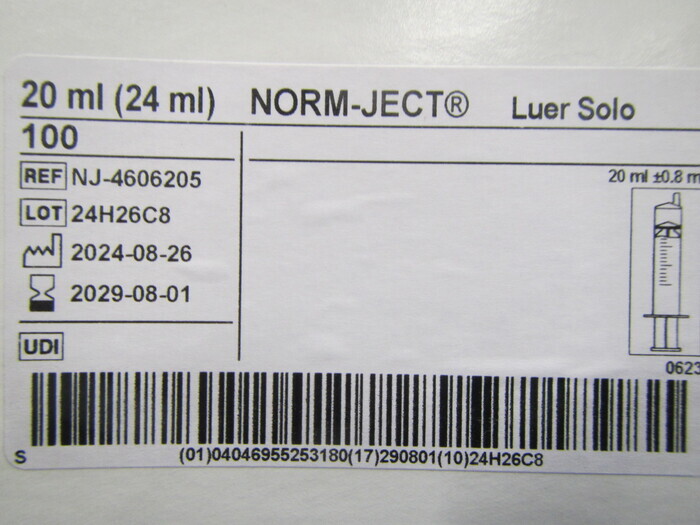 20 ml (24 ml) NORM-JECT® Luer Solo
100
REF NJ-4606205
20 ml ±0.8 m
LOT 24H26C8
2024-08-26
2029-08-01
UDI
0623
S (01)04046955253180(17)290801(10)24H26C8